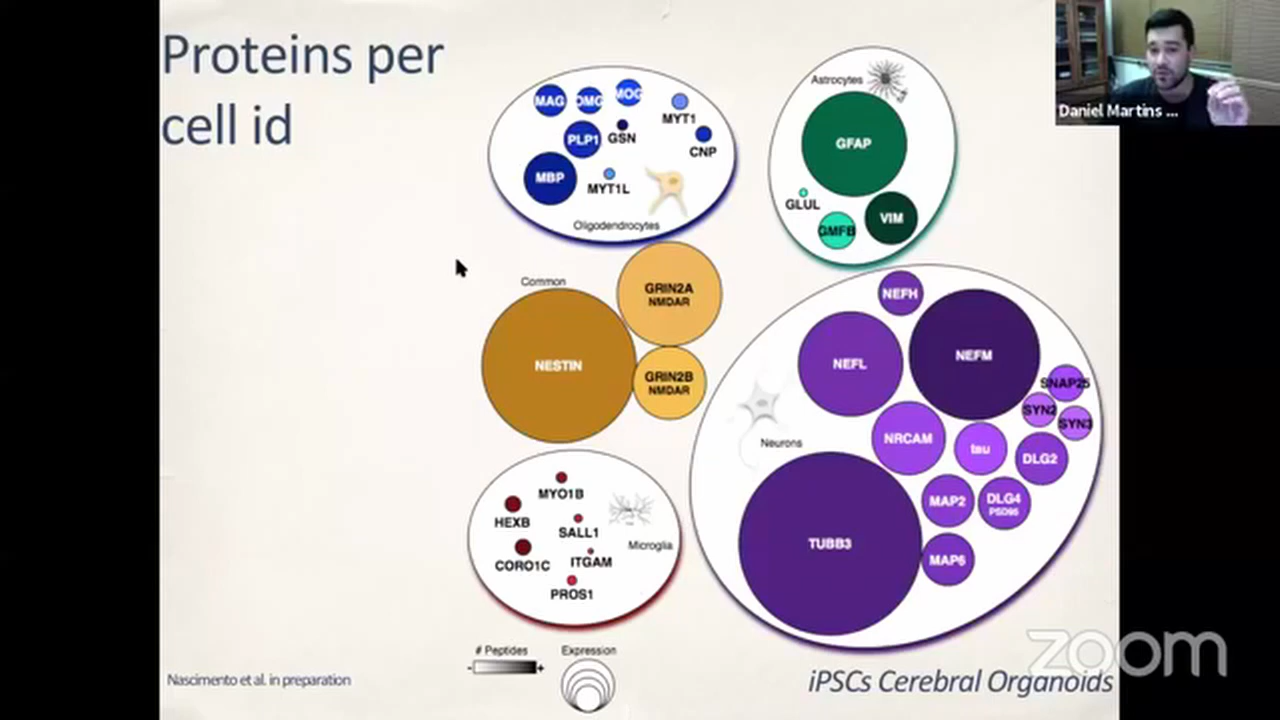 Proteins per
cell id
MAG
OMG
MOG
MYT1
PLP1
GSN
CNP
MBP
MYT1L
Oligodendrocytes
Astrocytes
GFAP
GLUL
GMFB
VIM
Daniel Martins ...
Common
NESTIN
GRIN2A
NMDAR
GRIN2B
NMDAR
NEFH
NEFL
NEFM
SNAP25
SYN2
SYN3
NRCAM
tau
DLG2
Neurons
MAP2
DLG4
PSD95
TUBB3
MAP6
MYO1B
HEXB
SALL1
Microglia
CORO1C
ITGAM
PROS1
# Peptides
- +
Expression
Nascimento et al. in preparation
iPSCs Cerebral Organoids
zoom